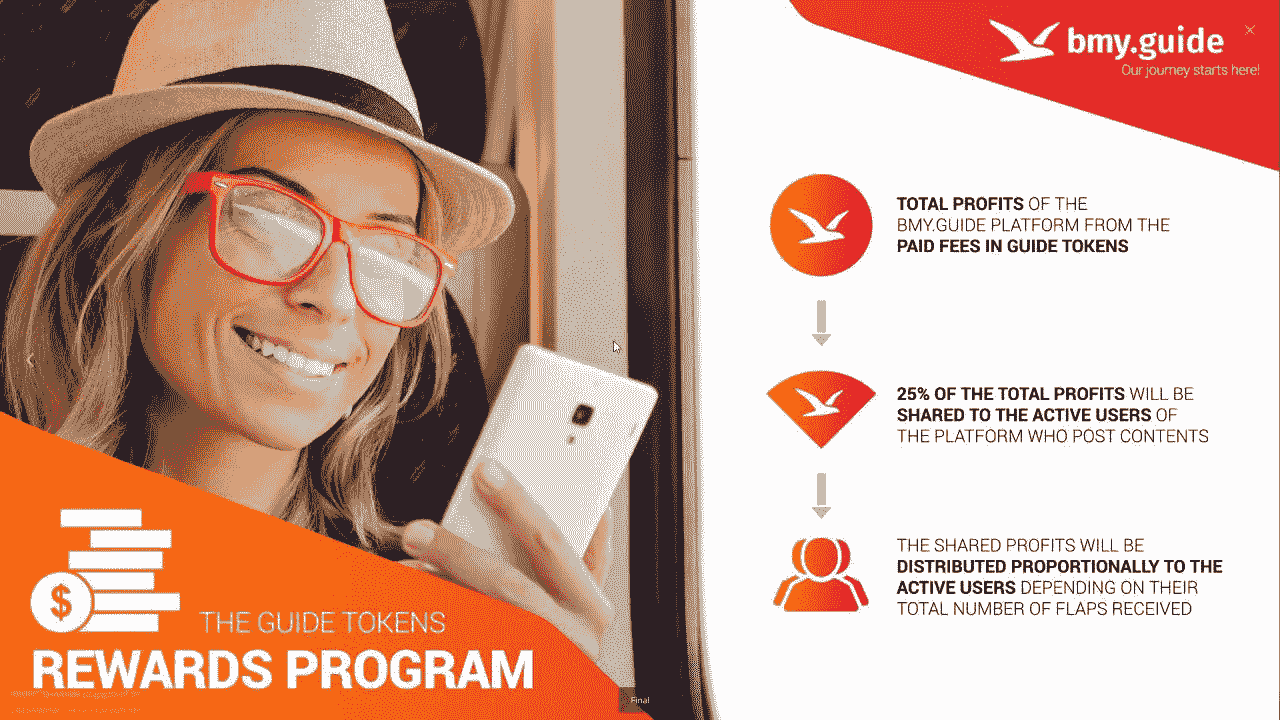 bmy.guide
Our journey starts here!
TOTAL PROFITS OF THE
BMY.GUIDE PLATFORM FROM THE
PAID FEES IN GUIDE TOKENS
25% OF THE TOTAL PROFITS WILL BE
SHARED TO THE ACTIVE USERS OF
THE PLATFORM WHO POST CONTENTS
THE SHARED PROFITS WILL BE
DISTRIBUTED PROPORTIONALLY TO THE
ACTIVE USERS DEPENDING ON THEIR
TOTAL NUMBER OF FLAPS RECEIVED
$
THE GUIDE TOKENS
REWARDS PROGRAM
Final